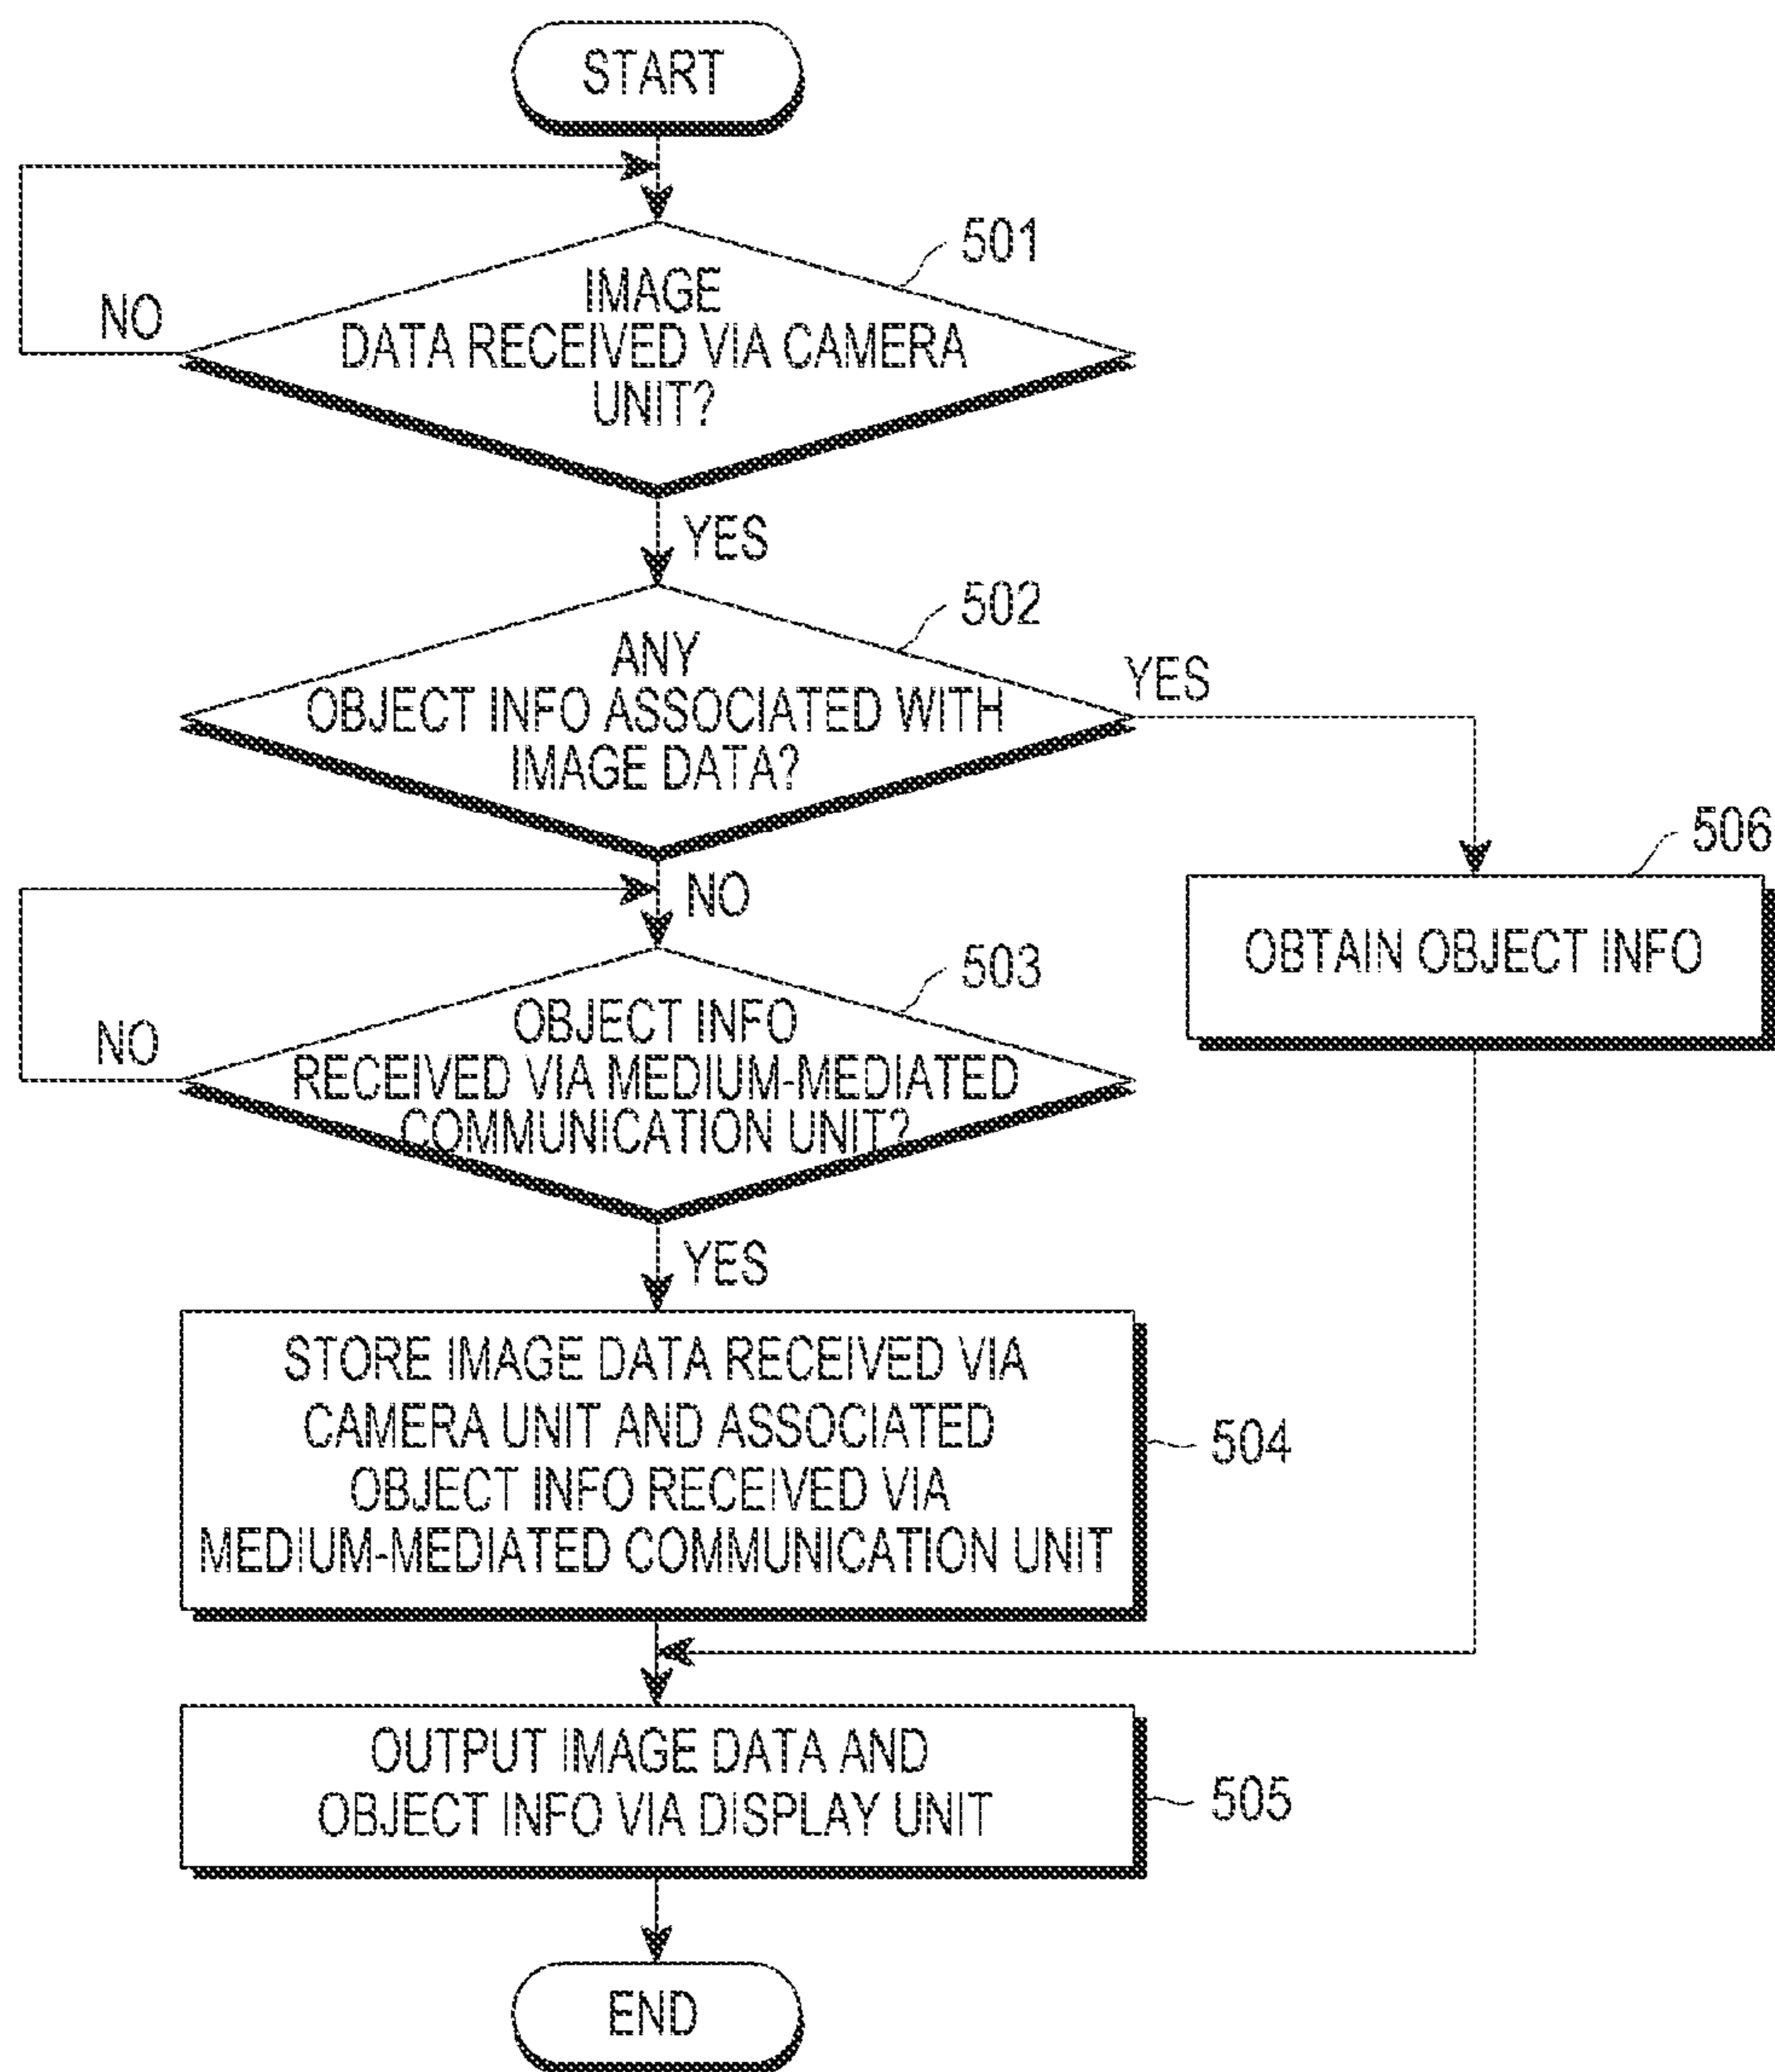 START
501
NO
IMAGE
DATA RECEIVED VIA CAMERA
UNIT?
YES
502
ANY
OBJECT INFO ASSOCIATED WITH
IMAGE DATA?
YES
506
OBTAIN OBJECT INFO
NO
503
NO
OBJECT INFO
RECEIVED VIA MEDIUM-MEDIATED
COMMUNICATION UNIT?
YES
STORE IMAGE DATA RECEIVED VIA
CAMERA UNIT AND ASSOCIATED
OBJECT INFO RECEIVED VIA
MEDIUM-MEDIATED COMMUNICATION UNIT
504
OUTPUT IMAGE DATA AND
OBJECT INFO VIA DISPLAY UNIT
505
END